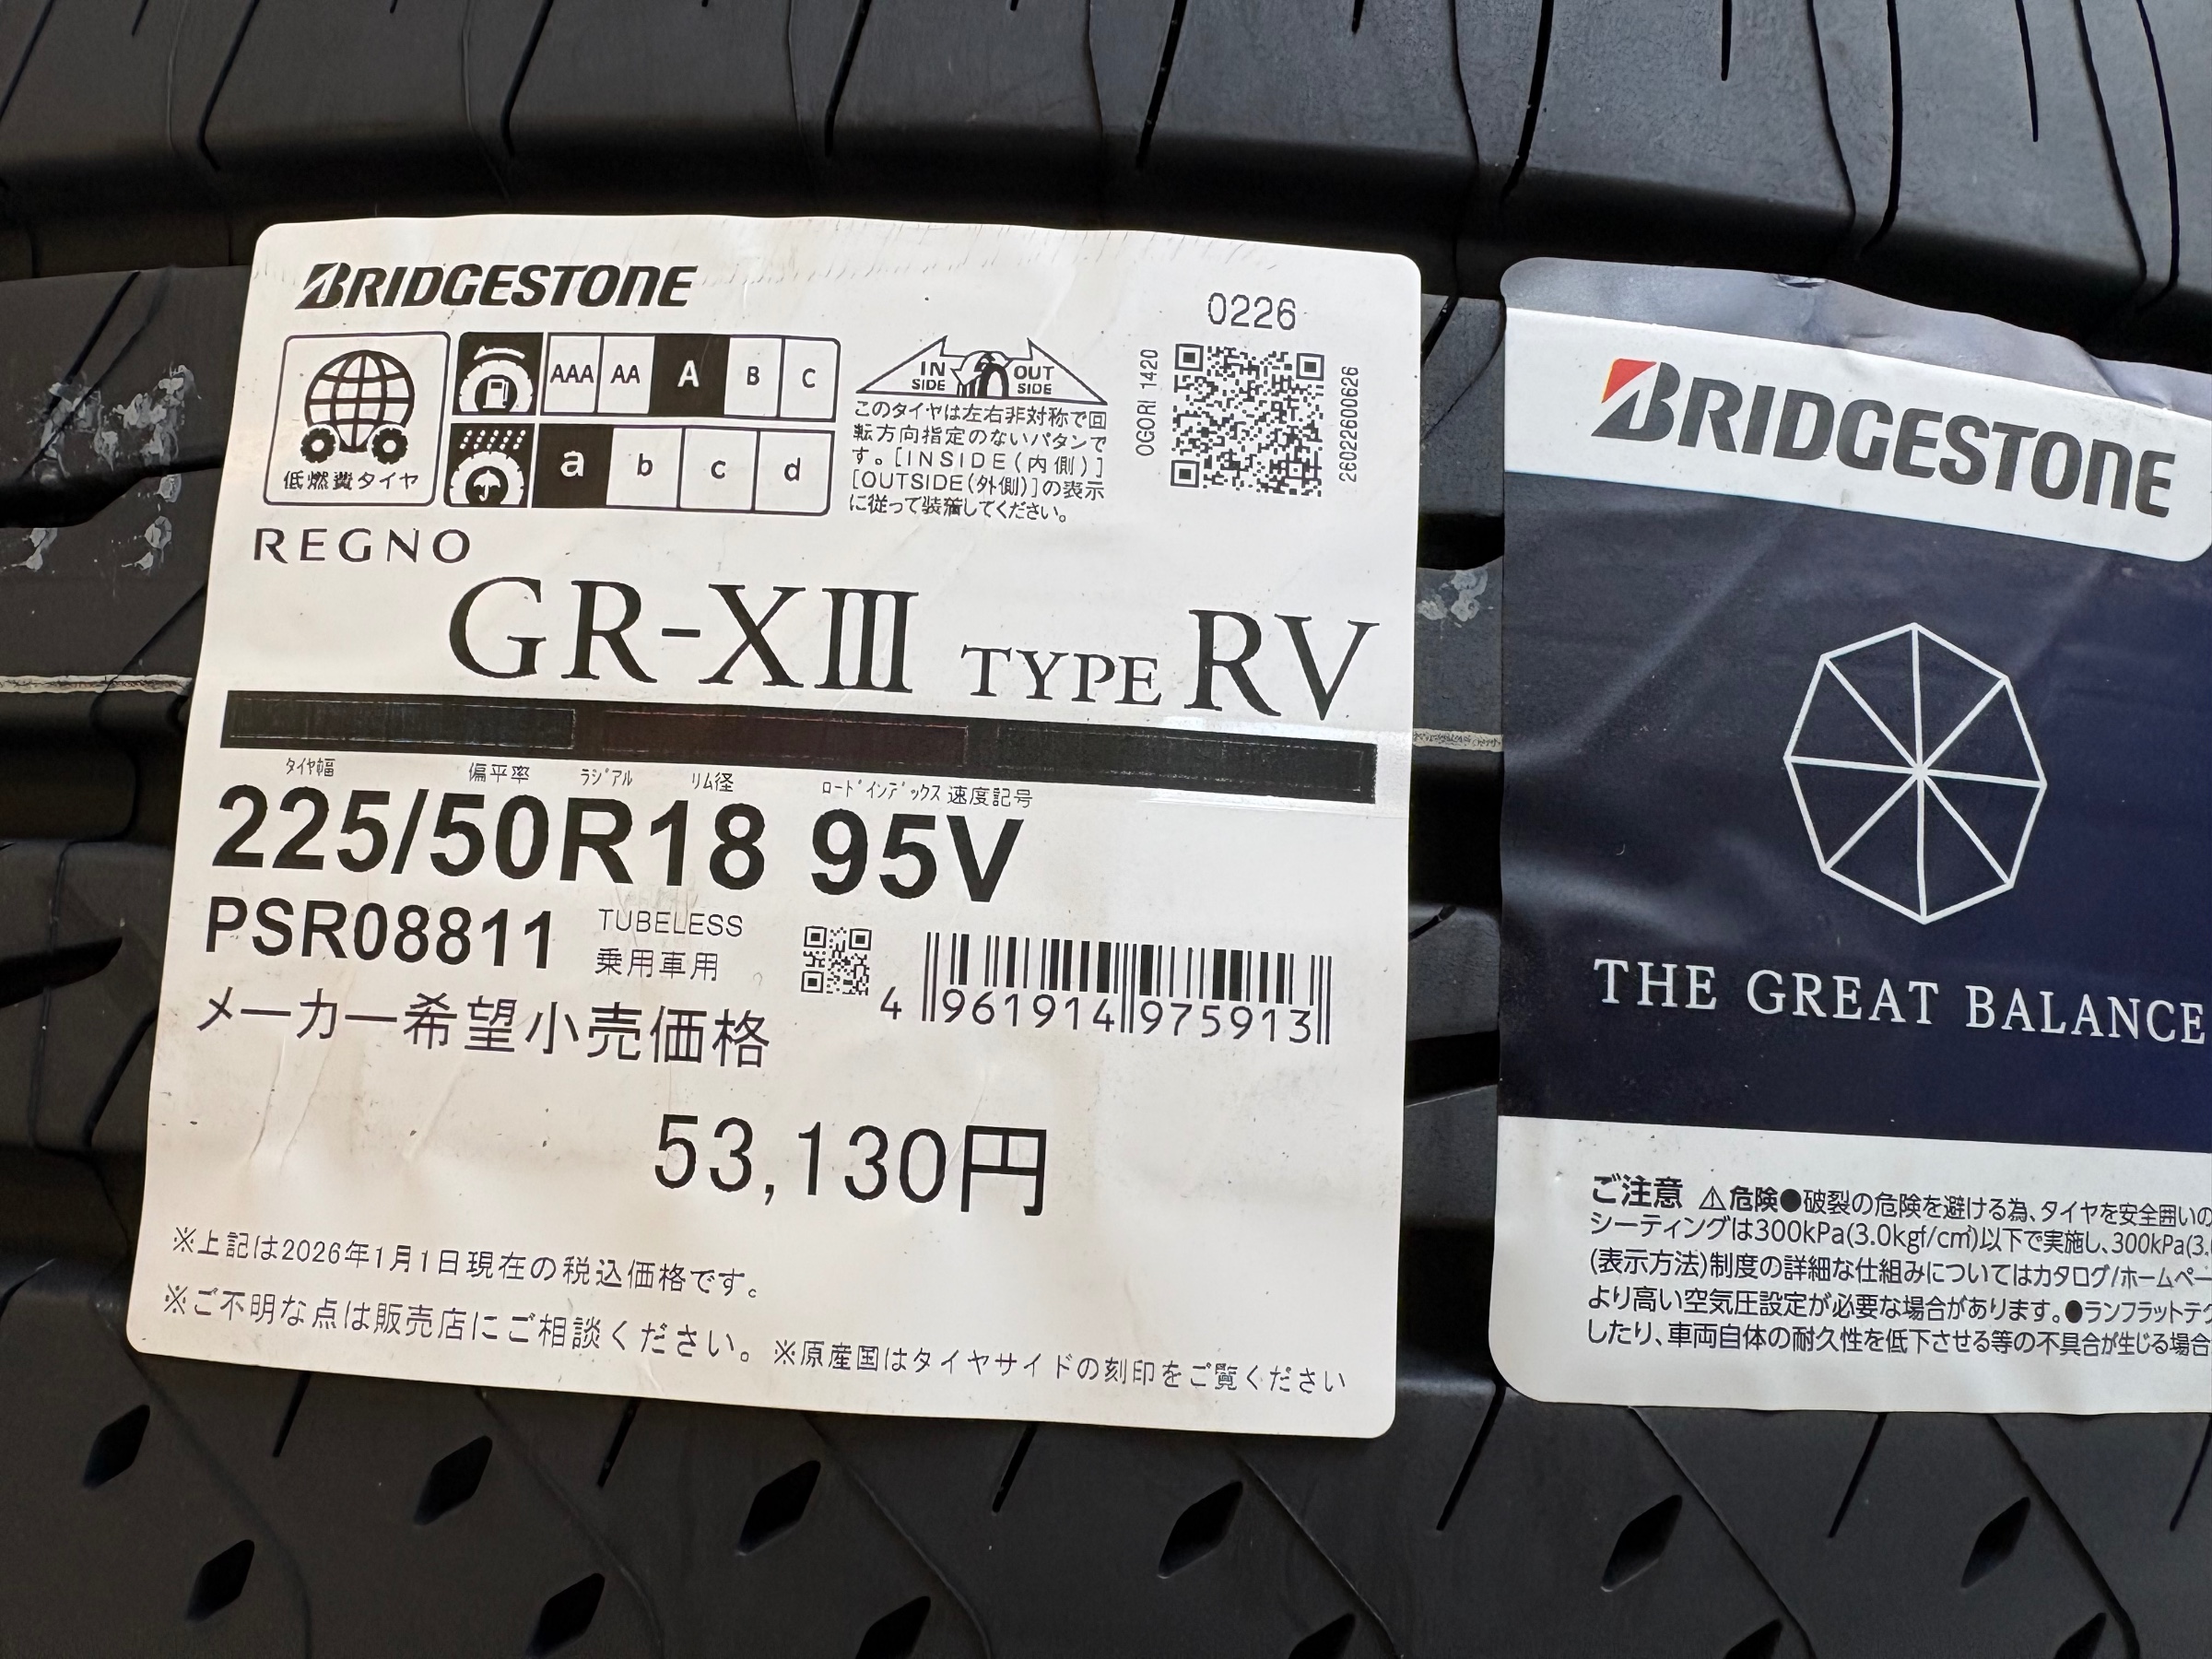 BRIDGESTONE
0226
低燃費タイヤ
AAA AA A B C
a b c d
IN SIDE OUT SIDE
このタイヤは左右非対称で回
転方向指定のないパタンで
す。[INSIDE(内側)]
[OUTSIDE(外側)]の表示
に従って装着してください。
OGORI 1420
26022600626
REGNO
GR-XⅢ TYPE RV
タイヤ幅 偏平率 ラジアル リム径 ロードインデックス 速度記号
225/50R18 95V
PSR08811
TUBELESS
乗用車用
4 961914 975913
メーカー希望小売価格
53,130円
※上記は2026年1月1日現在の税込価格です。
※ご不明な点は販売店にご相談ください。※原産国はタイヤサイドの刻印をご覧ください
BRIDGESTONE
THE GREAT BALANCE
ご注意 ⚠危険●破裂の危険を避ける為、タイヤを安全囲いの
シーティングは300kPa(3.0kgf/c㎡)以下で実施し、300kPa(3.
(表示方法)制度の詳細な仕組みについてはカタログ/ホームペー
より高い空気圧設定が必要な場合があります。●ランフラットテク
したり、車両自体の耐久性を低下させる等の不具合が生じる場合